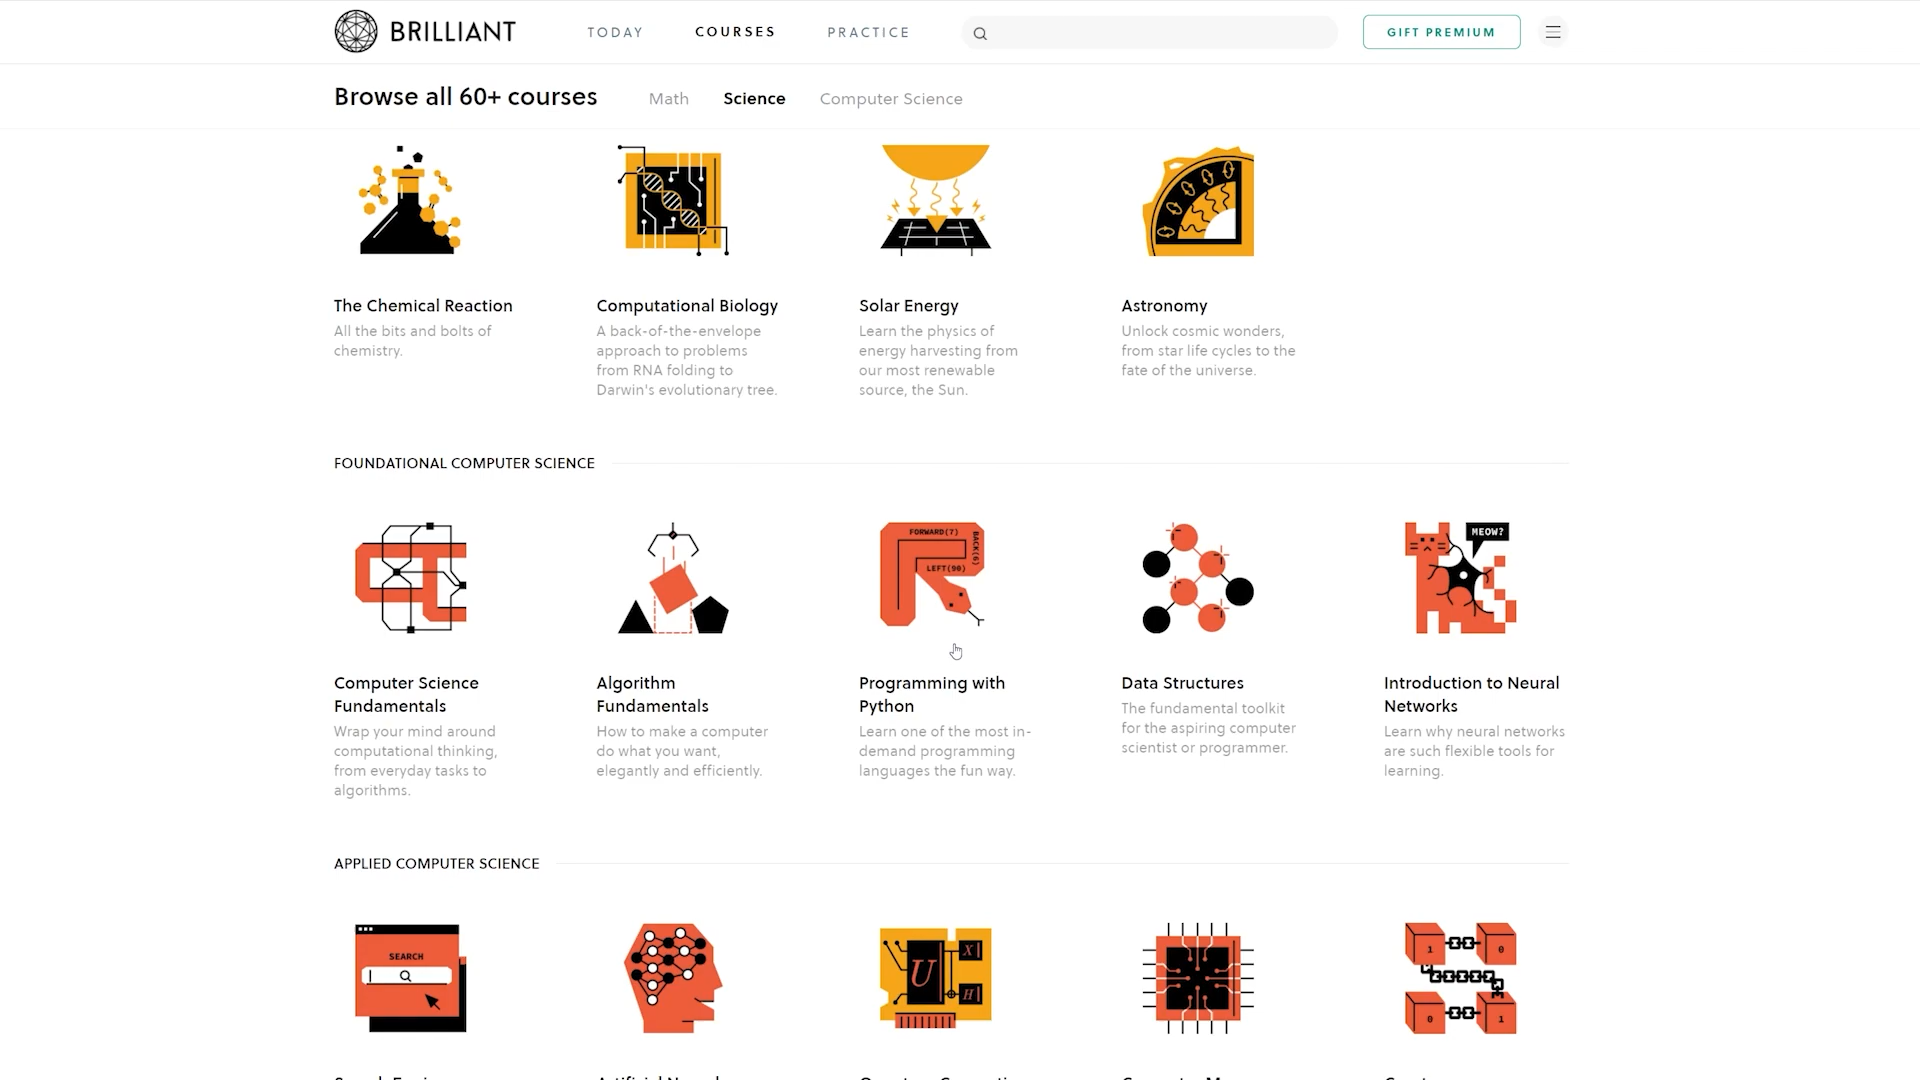 BRILLIANT
TODAY
COURSES
PRACTICE
GIFT PREMIUM
Browse all 60+ courses
Math
Science
Computer Science
The Chemical Reaction
All the bits and bolts of
chemistry.
Computational Biology
A back-of-the-envelope
approach to problems
from RNA folding to
Darwin's evolutionary tree.
Solar Energy
Learn the physics of
energy harvesting from
our most renewable
source, the Sun.
Astronomy
Unlock cosmic wonders,
from star life cycles to the
fate of the universe.
FOUNDATIONAL COMPUTER SCIENCE
FORWARD(7)
BACK(6)
LEFT(90)
MEOW?
Computer Science
Fundamentals
Wrap your mind around
computational thinking,
from everyday tasks to
algorithms.
Algorithm
Fundamentals
How to make a computer
do what you want,
elegantly and efficiently.
Programming with
Python
Learn one of the most in-
demand programming
languages the fun way.
Data Structures
The fundamental toolkit
for the aspiring computer
scientist or programmer.
Introduction to Neural
Networks
Learn why neural networks
are such flexible tools for
learning.
APPLIED COMPUTER SCIENCE
SEARCH
U
X
H
1
0
0
1